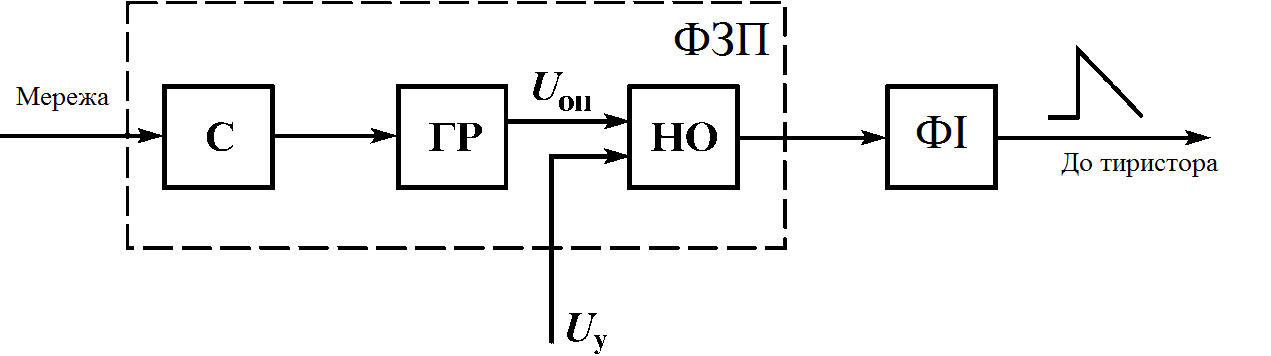 ФЗП
Мережа
С
ГР
Uоп
НО
ФІ
До тиристора
Uу